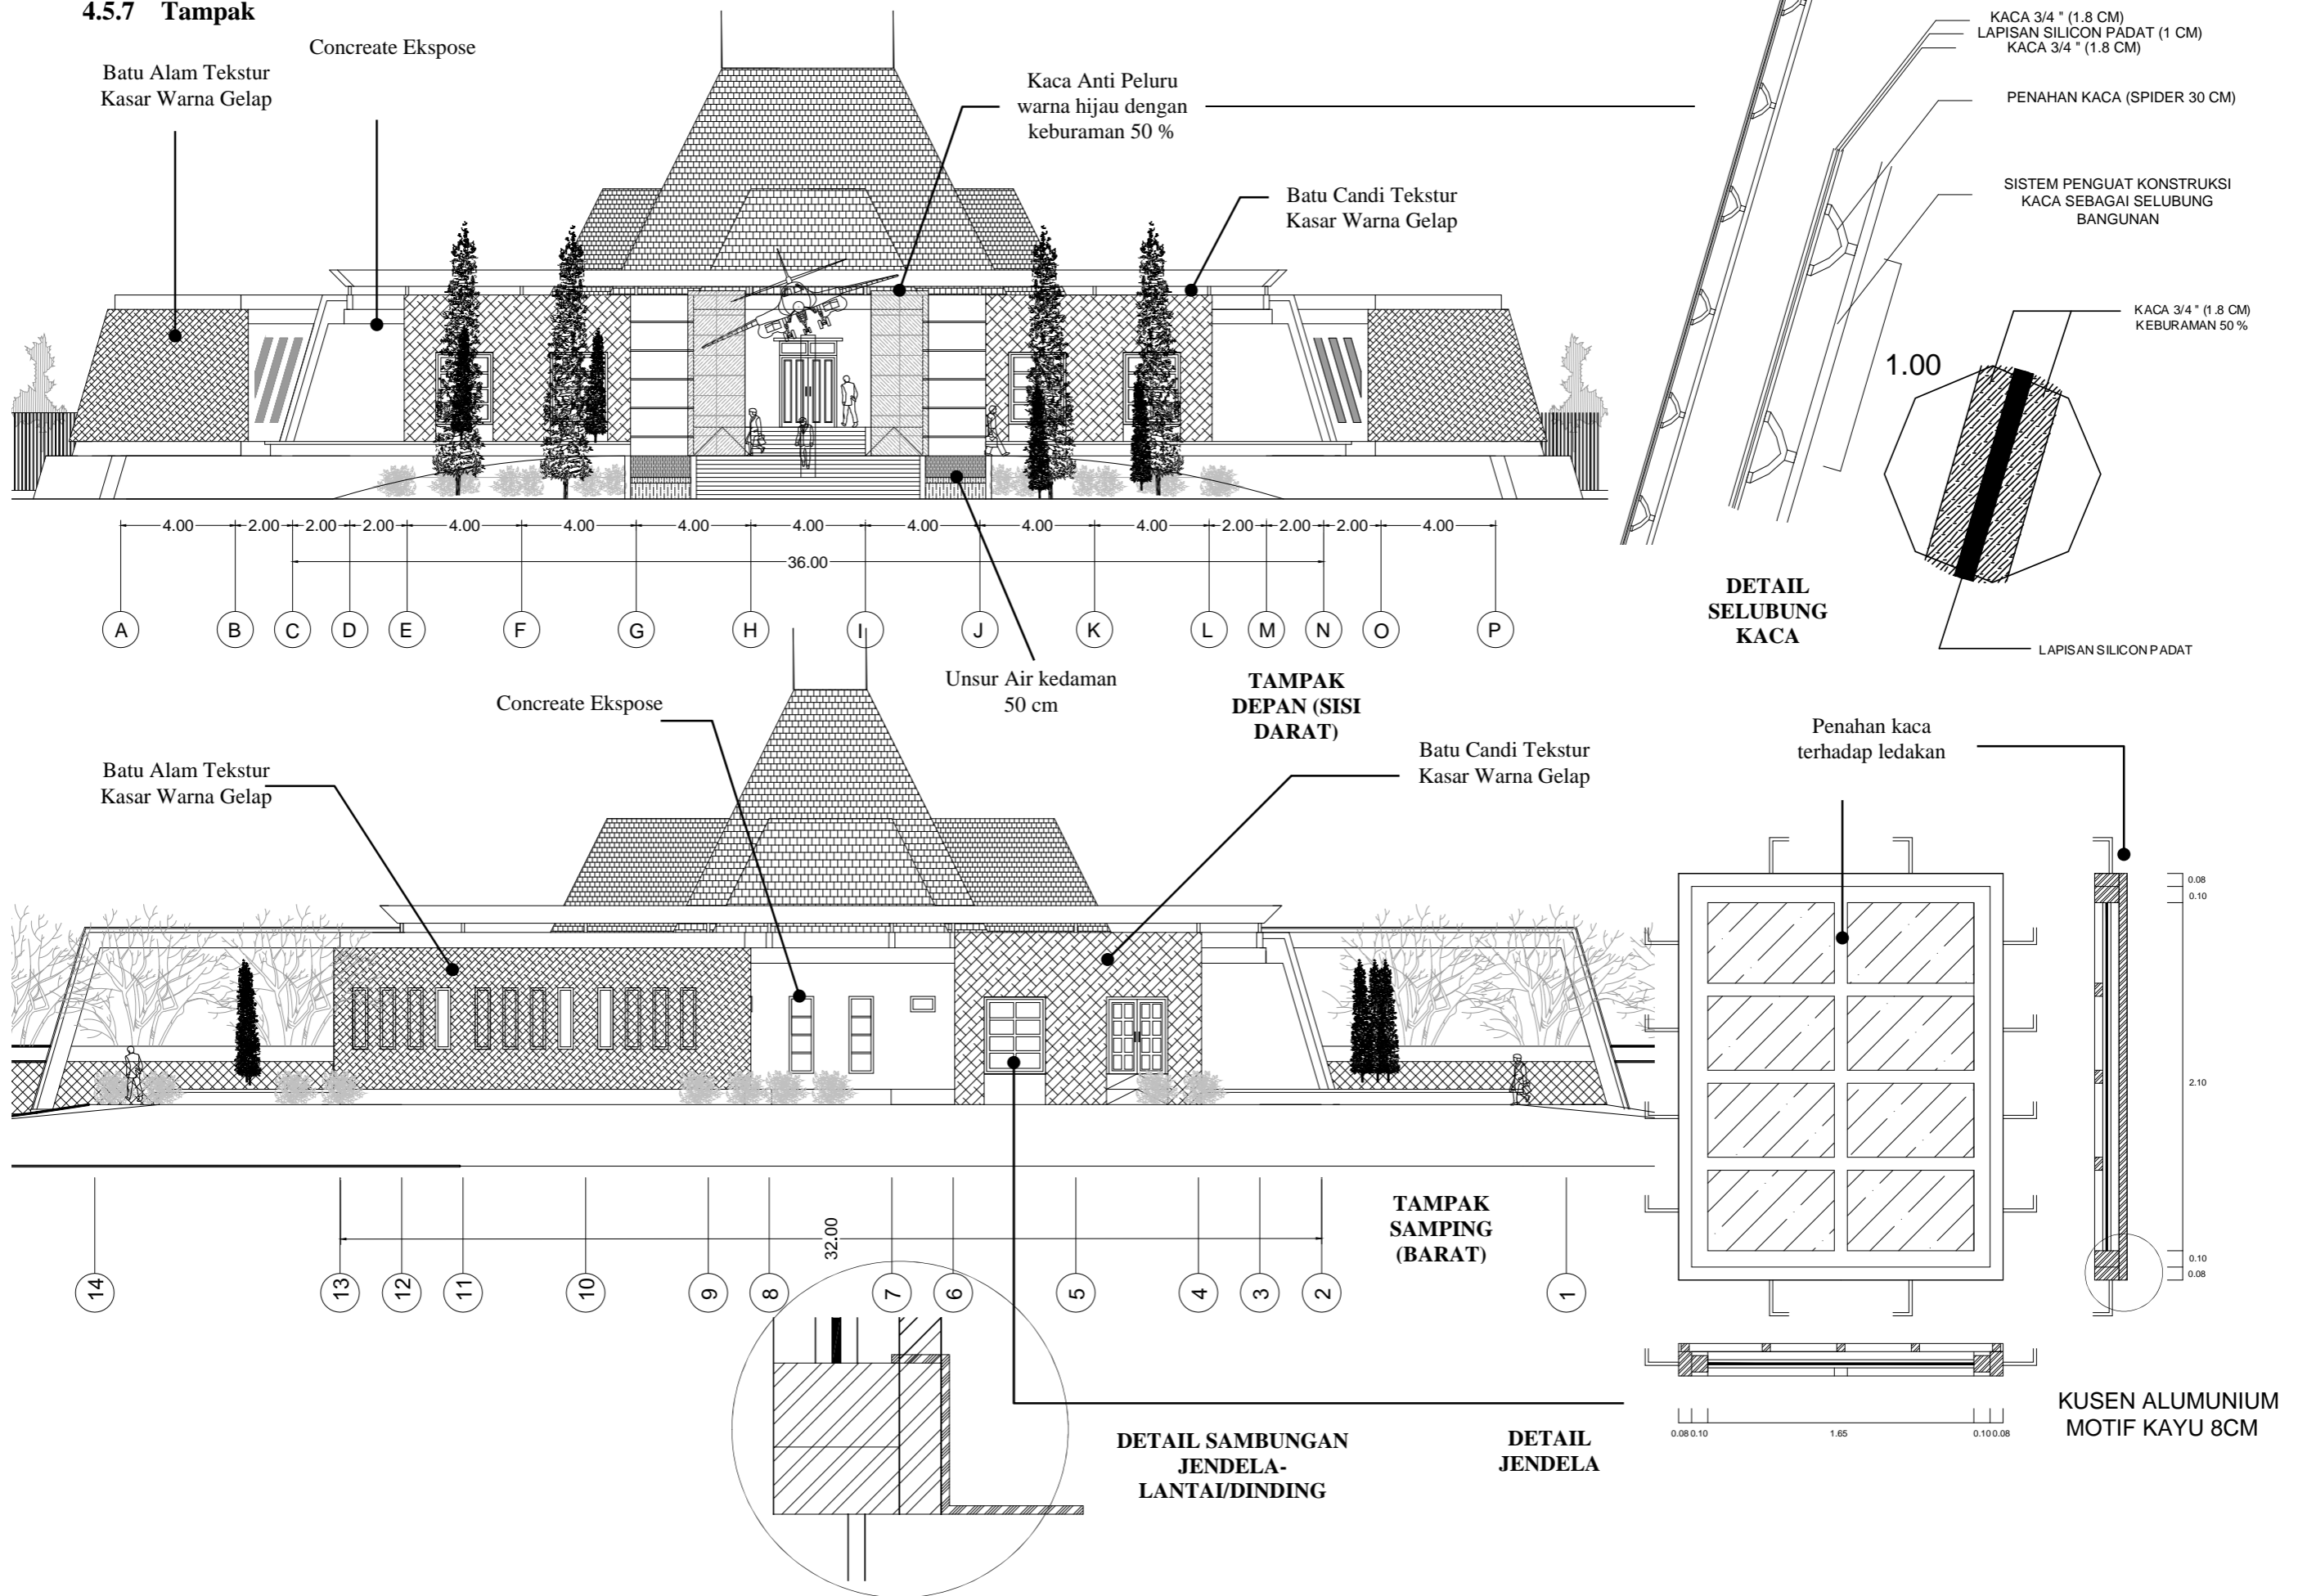 4.5.7 Tampak
Concreate Ekspose
Batu Alam Tekstur
Kasar Warna Gelap
Kaca Anti Peluru
warna hijau dengan
keburaman 50 %
Batu Candi Tekstur
Kasar Warna Gelap
KACA 3/4 " (1.8 CM)
LAPISAN SILICON PADAT (1 CM)
KACA 3/4 " (1.8 CM)
PENAHAN KACA (SPIDER 30 CM)
SISTEM PENGUAT KONSTRUKSI
KACA SEBAGAI SELUBUNG
BANGUNAN
KACA 3/4 " (1.8 CM)
KEBURAMAN 50 %
1.00
DETAIL
SELUBUNG
KACA
LAPISAN SILICON PADAT
4.00 2.00 2.00 2.00 4.00 4.00 4.00 4.00 4.00 4.00 4.00 2.00 2.00 2.00 4.00
36.00
A B C D E F G H I J K L M N O P
Unsur Air kedaman
50 cm
TAMPAK
DEPAN (SISI
DARAT)
Concreate Ekspose
Batu Alam Tekstur
Kasar Warna Gelap
Batu Candi Tekstur
Kasar Warna Gelap
Penahan kaca
terhadap ledakan
0.08
0.10
2.10
0.10
0.08
TAMPAK
SAMPING
(BARAT)
32.00
14 13 12 11 10 9 8 7 6 5 4 3 2 1
0.08 0.10 1.65 0.10 0.08
KUSEN ALUMUNIUM
MOTIF KAYU 8CM
DETAIL SAMBUNGAN
JENDELA-
LANTAI/DINDING
DETAIL
JENDELA